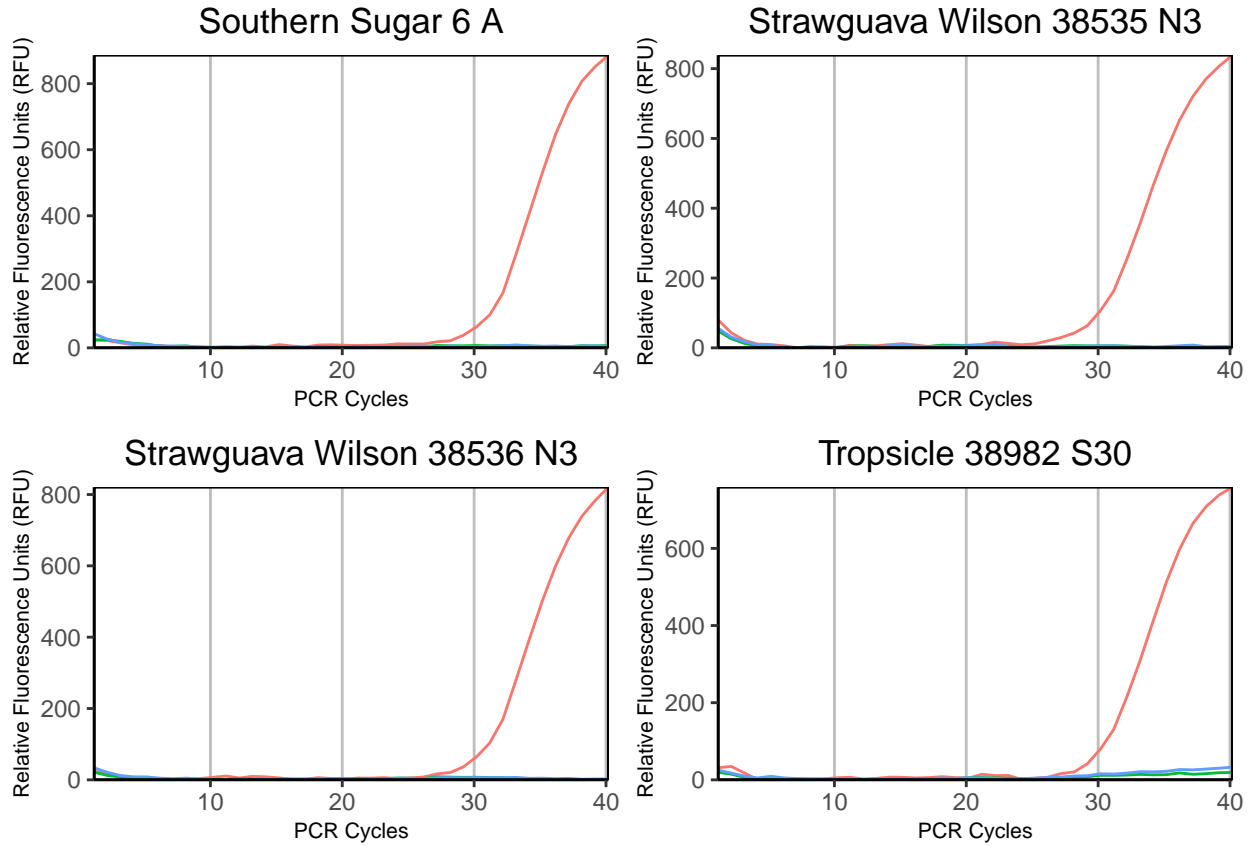 Southern Sugar 6 A
Relative Fluorescence Units (RFU)
800
600
400
200
0
10 20 30 40
PCR Cycles
Strawguava Wilson 38535 N3
Relative Fluorescence Units (RFU)
800
600
400
200
0
10 20 30 40
PCR Cycles
Strawguava Wilson 38536 N3
Relative Fluorescence Units (RFU)
800
600
400
200
0
10 20 30 40
PCR Cycles
Tropsicle 38982 S30
Relative Fluorescence Units (RFU)
600
400
200
0
10 20 30 40
PCR Cycles